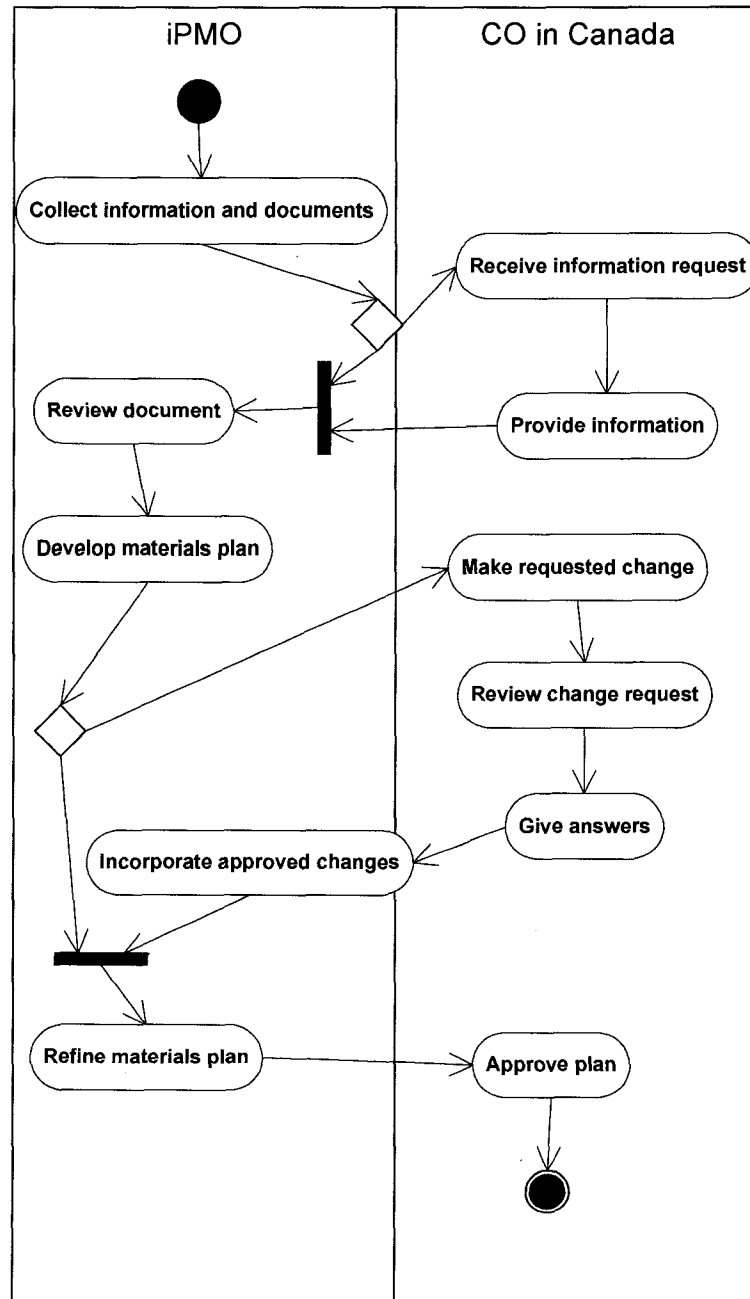 iPMO
CO in Canada
Collect information and documents
Receive information request
Review document
Provide information
Develop materials plan
Make requested change
Review change request
Give answers
Incorporate approved changes
Refine materials plan
Approve plan